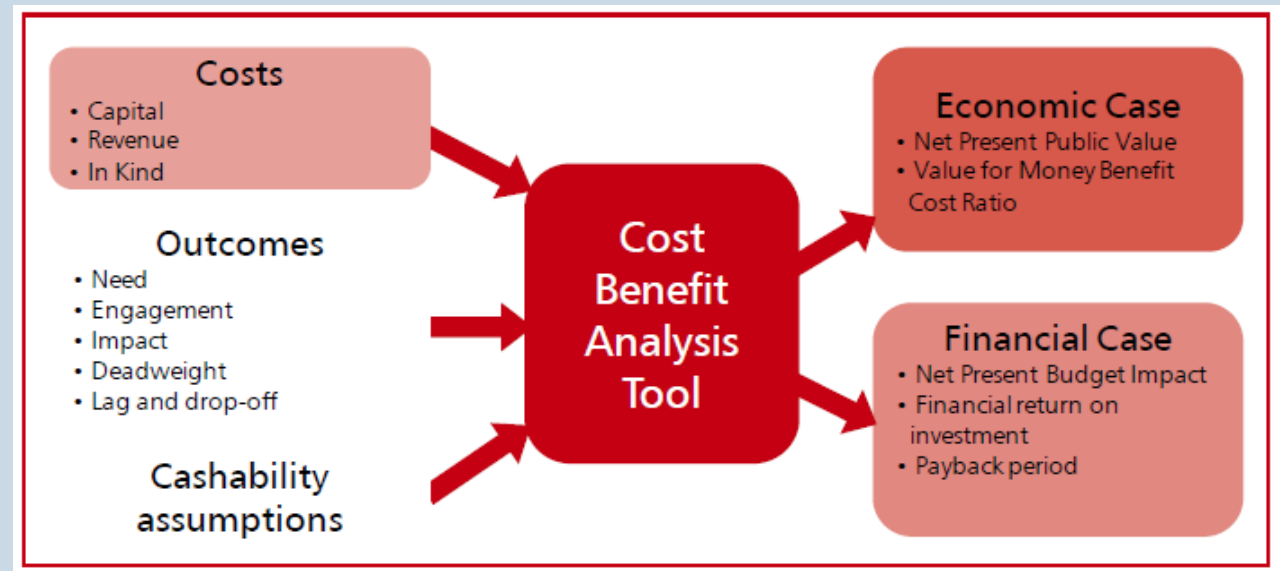 Costs
• Capital
• Revenue
• In Kind
Outcomes
• Need
• Engagement
• Impact
• Deadweight
• Lag and drop-off
Cashability
assumptions
Cost
Benefit
Analysis
Tool
Economic Case
• Net Present Public Value
• Value for Money Benefit
Cost Ratio
Financial Case
• Net Present Budget Impact
• Financial return on
investment
• Payback period